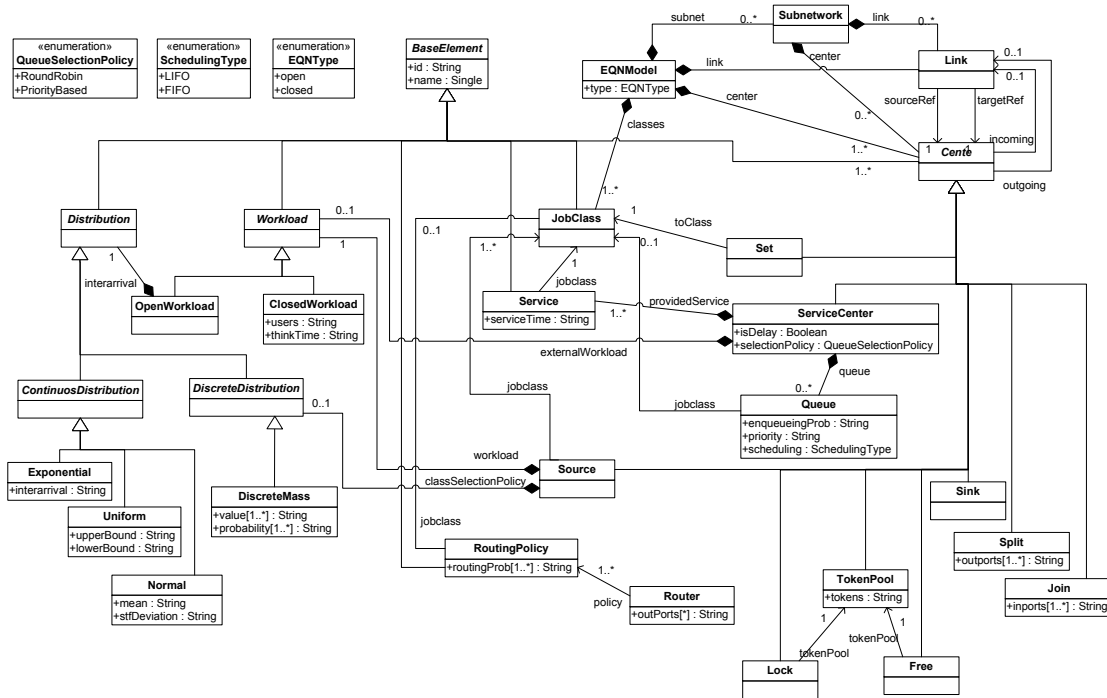 «enumeration»
QueueSelectionPolicy
+RoundRobin
+PriorityBased
«enumeration»
SchedulingType
+LIFO
+FIFO
«enumeration»
EQNType
+open
+closed
BaseElement
+id : String
+name : Single
EQNModel
+type : EQNType
subnet
0..*
Subnetwork
link
0..*
link
center
center
0..*
1..*
1..*
Link
0..1
0..1
sourceRef
targetRef
1
1
incoming
outgoing
Cente
classes
1..*
Distribution
Workload
0..1
1
JobClass
0..1
1..*
1
0..1
toClass
Set
1
interarrival
OpenWorkload
ClosedWorkload
+users : String
+thinkTime : String
1
jobclass
Service
+serviceTime : String
providedService
1..*
ServiceCenter
+isDelay : Boolean
+selectionPolicy : QueueSelectionPolicy
externalWorkload
queue
0..*
ContinuosDistribution
DiscreteDistribution
0..1
jobclass
jobclass
Queue
+enqueueingProb : String
+priority : String
+scheduling : SchedulingType
Exponential
+interarrival : String
workload
classSelectionPolicy
Source
Sink
DiscreteMass
+value[1..*] : String
+probability[1..*] : String
Uniform
+upperBound : String
+lowerBound : String
jobclass
RoutingPolicy
+routingProb[1..*] : String
Split
+outports[1..*] : String
Normal
+mean : String
+stfDeviation : String
1..*
policy
Router
+outPorts[*] : String
TokenPool
+tokens : String
Join
+inports[1..*] : String
1
1
tokenPool
tokenPool
Lock
Free